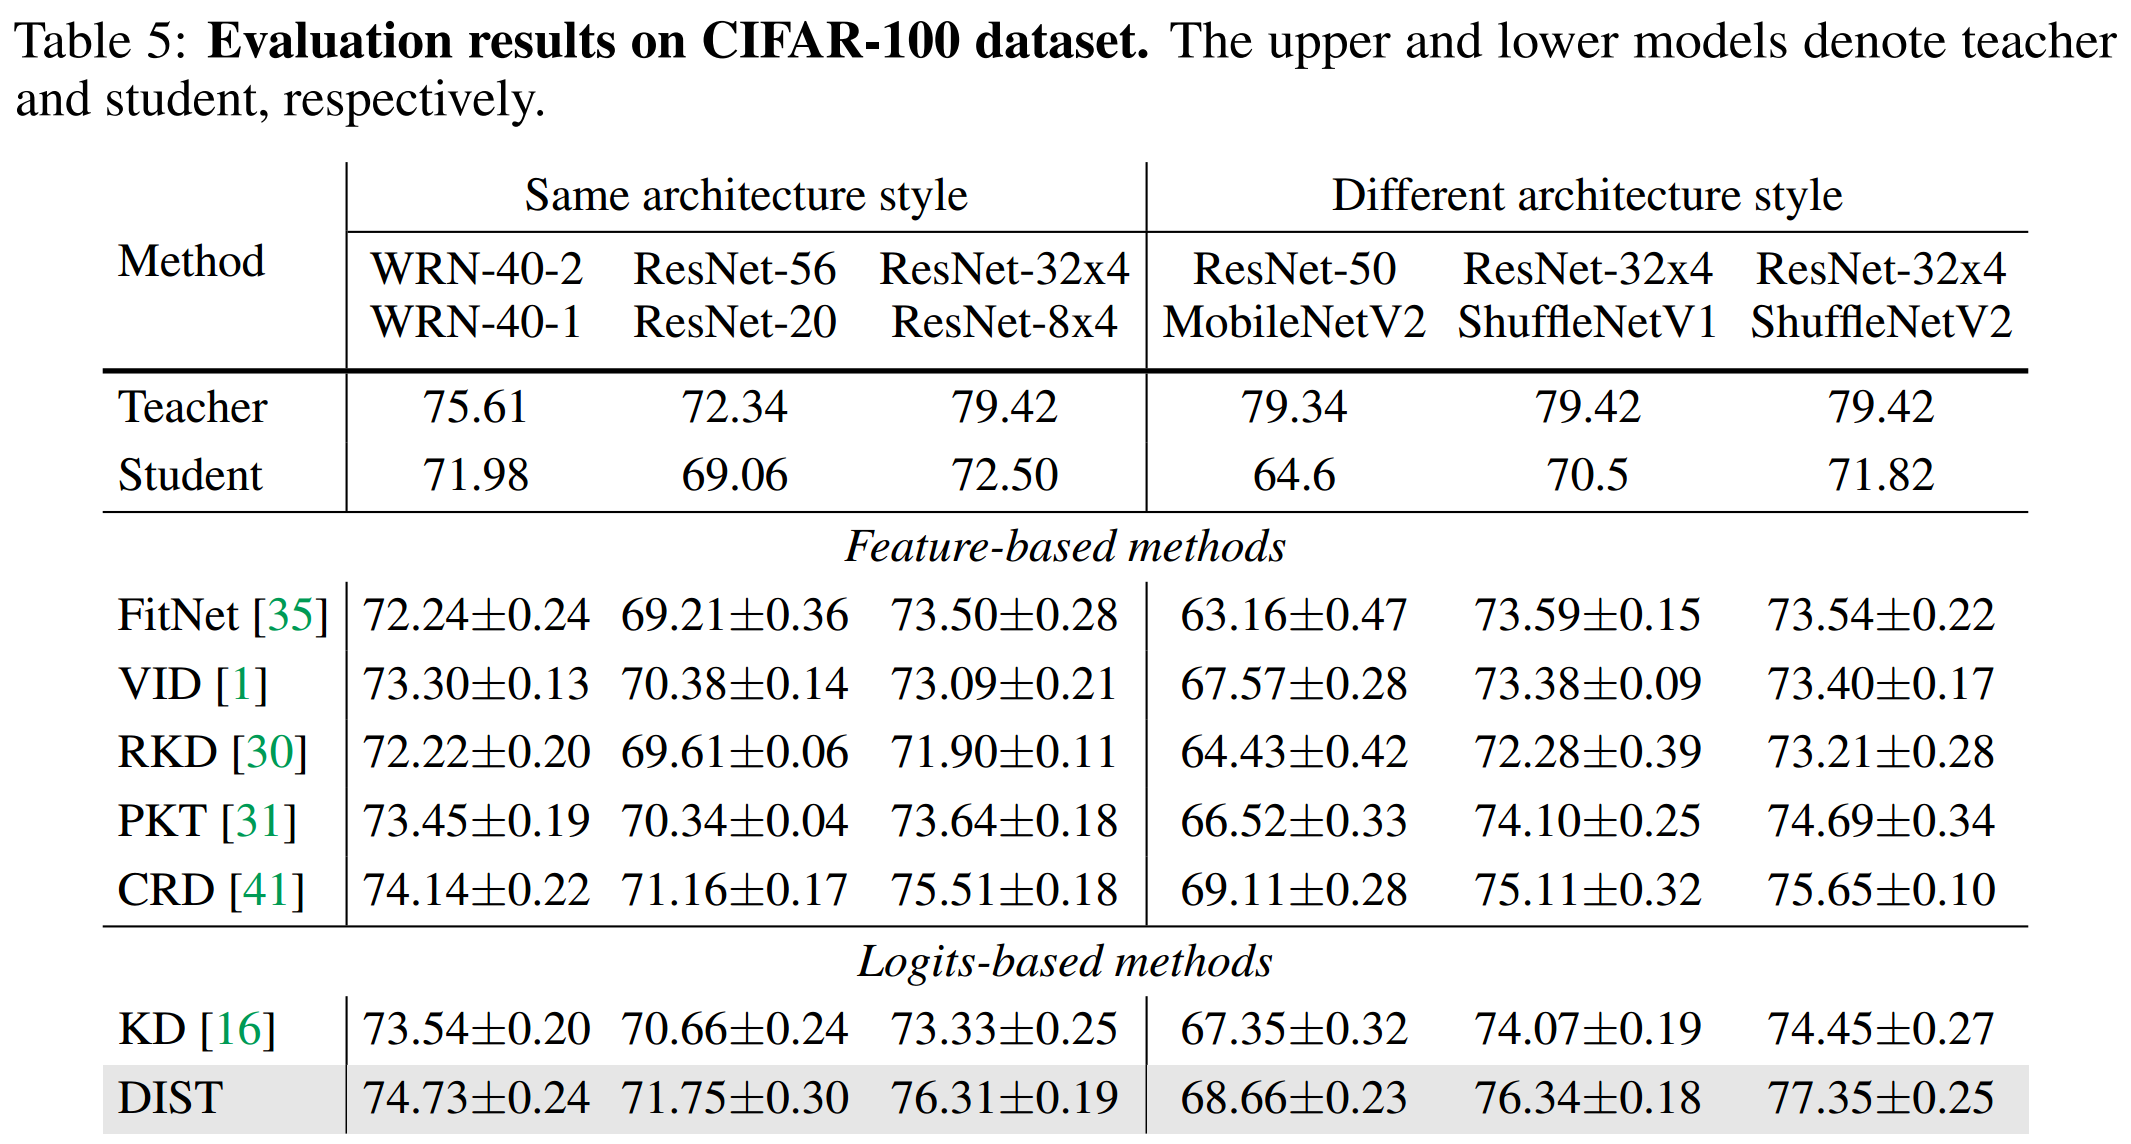 Table 5: Evaluation results on CIFAR-100 dataset. The upper and lower models denote teacher
and student, respectively.
Same architecture style Different architecture style
Method
WRN-40-2 ResNet-56 ResNet-32x4 ResNet-50 ResNet-32x4 ResNet-32x4
WRN-40-1 ResNet-20 ResNet-8x4 MobileNetV2 ShuffleNetV1 ShuffleNetV2
Teacher 75.61 72.34 79.42 79.34 79.42 79.42
Student 71.98 69.06 72.50 64.6 70.5 71.82
Feature-based methods
FitNet [35] 72.24±0.24 69.21±0.36 73.50±0.28 63.16±0.47 73.59±0.15 73.54±0.22
VID [1] 73.30±0.13 70.38±0.14 73.09±0.21 67.57±0.28 73.38±0.09 73.40±0.17
RKD [30] 72.22±0.20 69.61±0.06 71.90±0.11 64.43±0.42 72.28±0.39 73.21±0.28
PKT [31] 73.45±0.19 70.34±0.04 73.64±0.18 66.52±0.33 74.10±0.25 74.69±0.34
CRD [41] 74.14±0.22 71.16±0.17 75.51±0.18 69.11±0.28 75.11±0.32 75.65±0.10
Logits-based methods
KD [16] 73.54±0.20 70.66±0.24 73.33±0.25 67.35±0.32 74.07±0.19 74.45±0.27
DIST 74.73±0.24 71.75±0.30 76.31±0.19 68.66±0.23 76.34±0.18 77.35±0.25